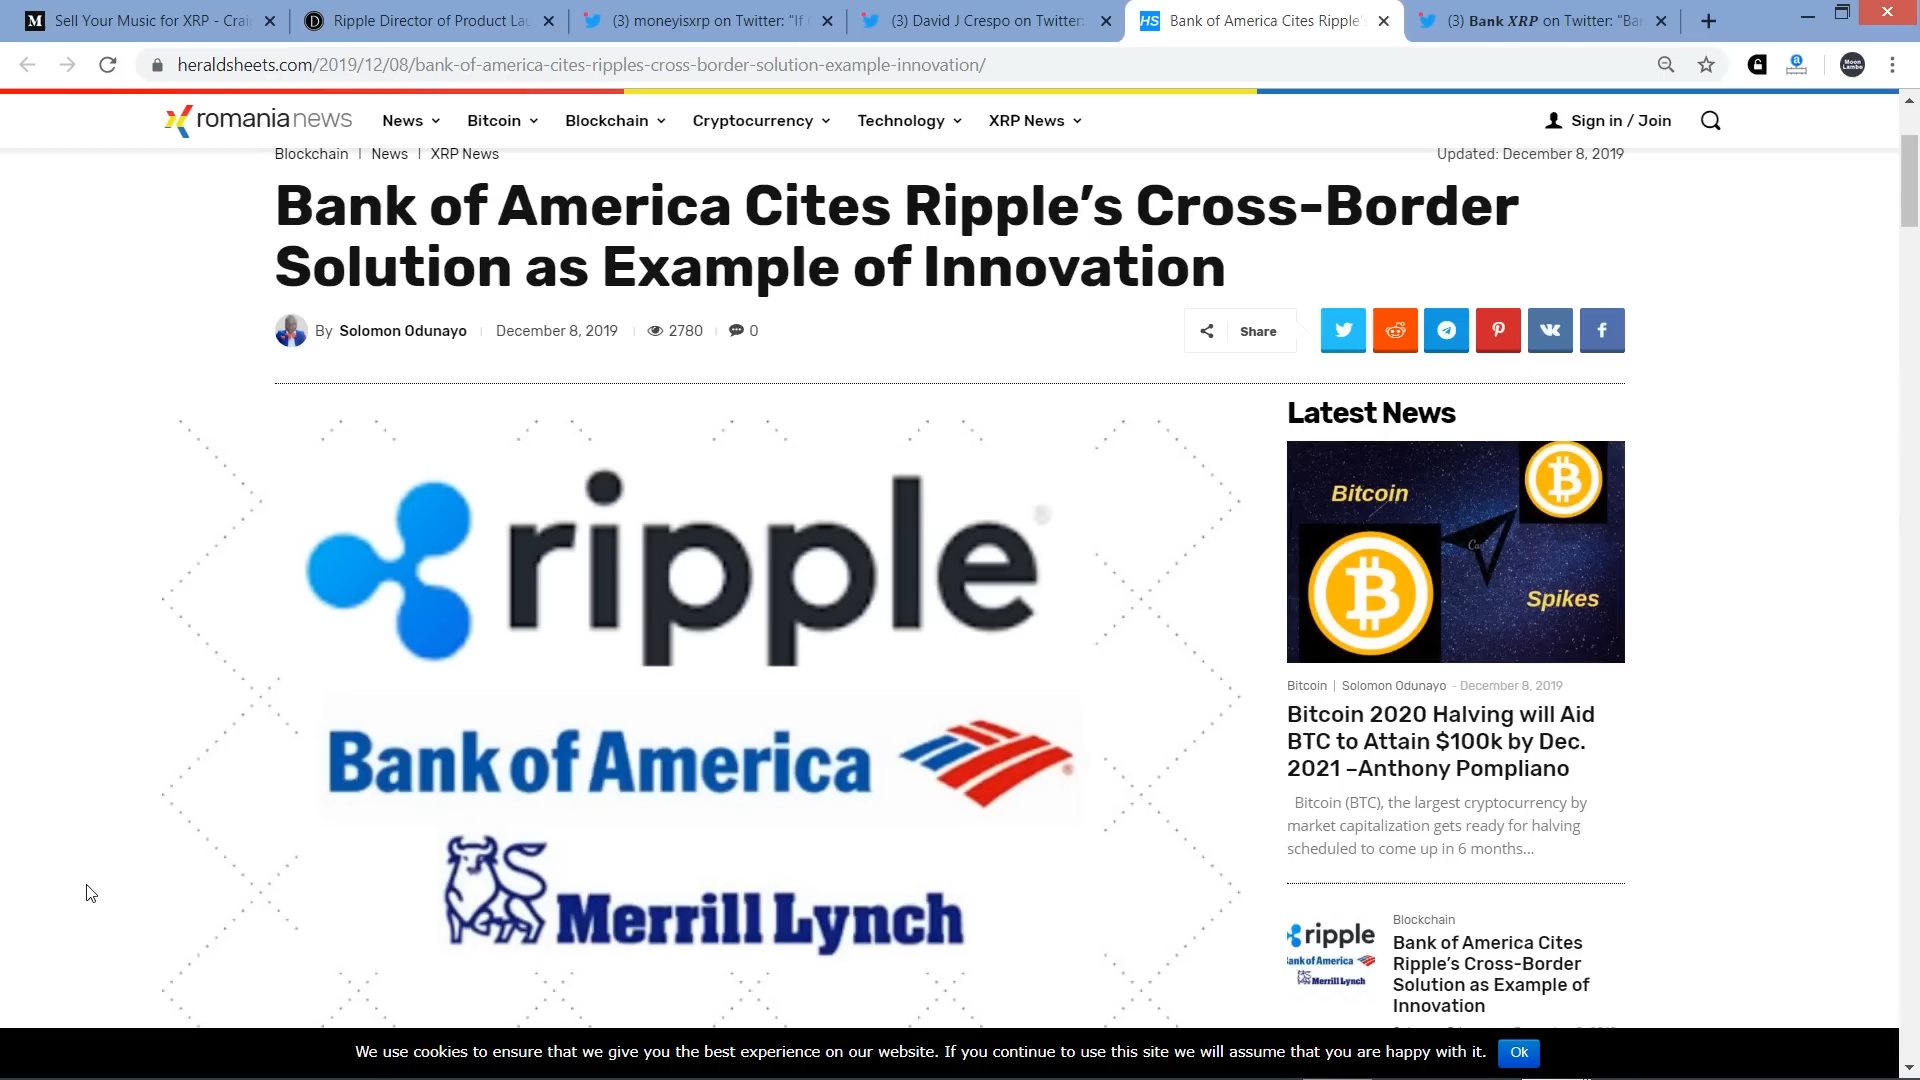 Sell Your Music for XRP - Crai
Ripple Director of Product Lau
(3) moneyisxrp on Twitter: "If
(3) David J Crespo on Twitter:
HS
Bank of America Cites Ripple's
(3) Bank XRP on Twitter: "Ba
heraldsheets.com/2019/12/08/bank-of-america-cites-ripples-cross-border-solution-example-innovation/
romanianews
News
Bitcoin
Blockchain
Cryptocurrency
Technology
XRP News
Sign in / Join
Blockchain | News | XRP News
Updated: December 8, 2019
Bank of America Cites Ripple’s Cross-Border
Solution as Example of Innovation
By Solomon Odunayo
December 8, 2019
2780
0
Share
ripple
Bank of America
Merrill Lynch
Latest News
Bitcoin
Spikes
Bitcoin | Solomon Odunayo - December 8, 2019
Bitcoin 2020 Halving will Aid
BTC to Attain $100k by Dec.
2021 –Anthony Pompliano
Bitcoin (BTC), the largest cryptocurrency by
market capitalization gets ready for halving
scheduled to come up in 6 months...
ripple
Bank of America
Merrill Lynch
Blockchain
Bank of America Cites
Ripple’s Cross-Border
Solution as Example of
Innovation
We use cookies to ensure that we give you the best experience on our website. If you continue to use this site we will assume that you are happy with it.
Ok